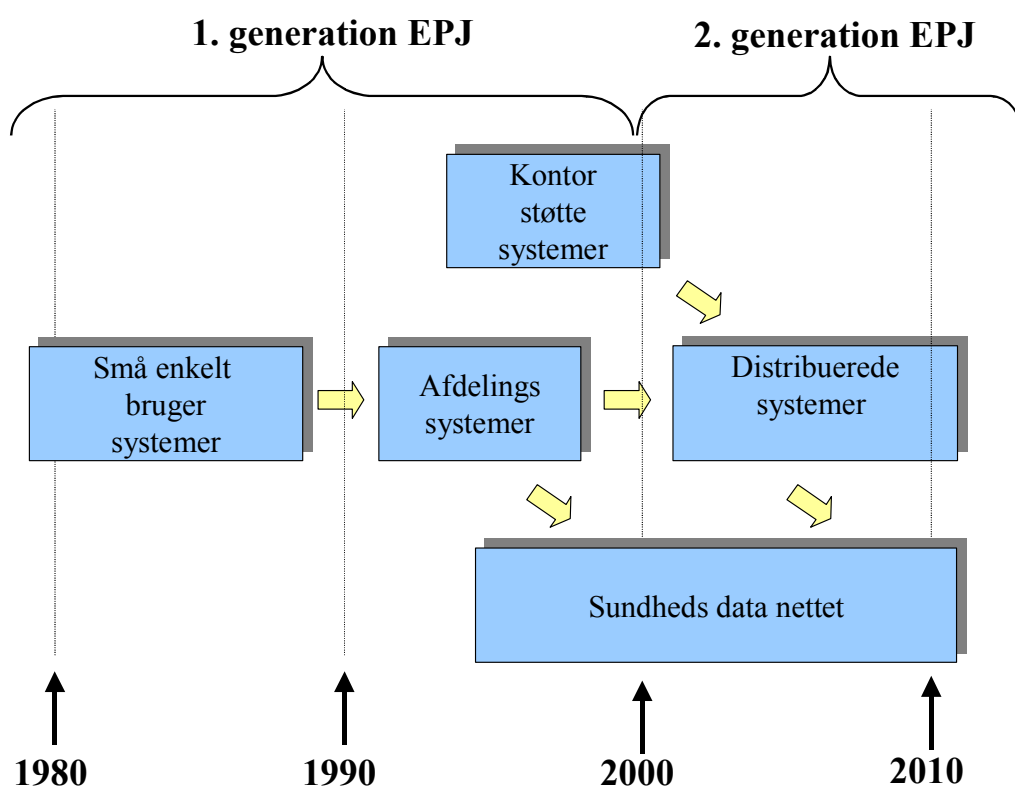 1. generation EPJ
2. generation EPJ
Kontor
støtte
systemer
Små enkelt
bruger
systemer
Afdelings
systemer
Distribuerede
systemer
Sundheds data nettet
1980
1990
2000
2010